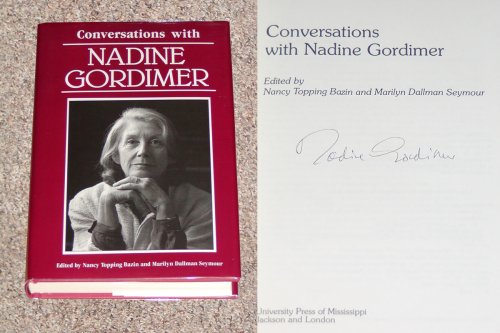 Conversations with
NADINE
GORDIMER
Edited by Nancy Topping Bazin and Marilyn Dallman Seymour
Conversations
with Nadine Gordimer
Edited by
Nancy Topping Bazin and Marilyn Dallman Seymour
Nadine Gordimer
University Press of Mississippi
Jackson and London